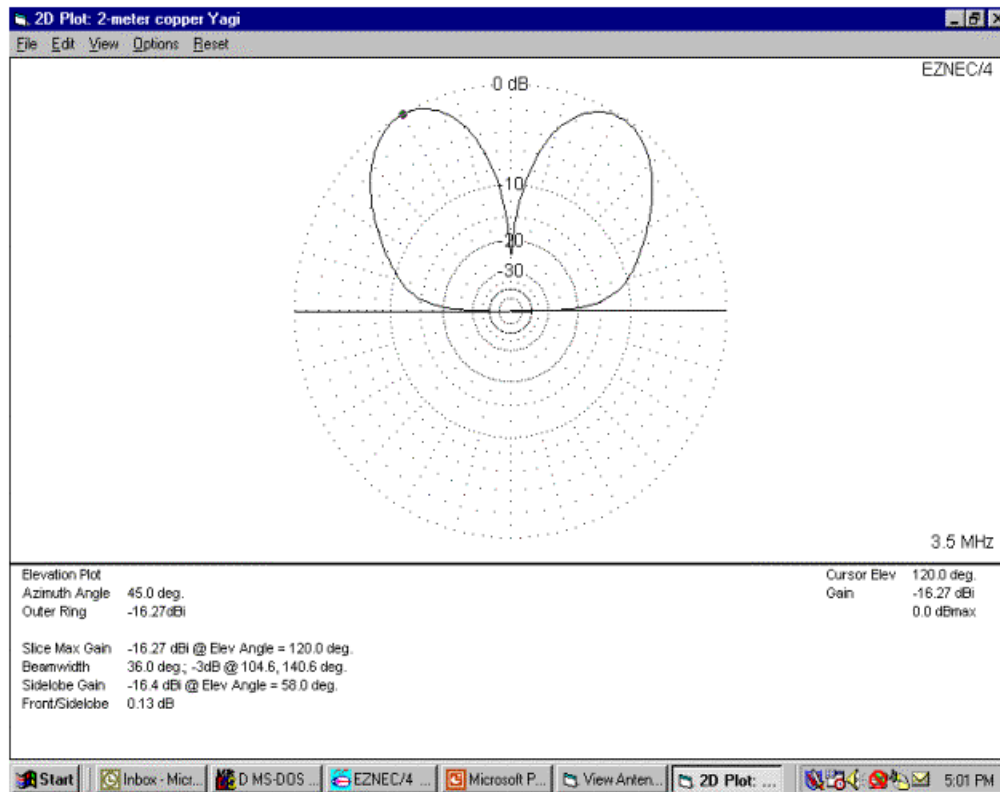 2D Plot: 2-meter copper Yagi
File Edit View Options Reset
EZNEC/4
0 dB
-10
-20
-30
3.5 MHz
Elevation Plot
Azimuth Angle 45.0 deg.
Outer Ring -16.27dBi
Slice Max Gain -16.27 dBi @ Elev Angle = 120.0 deg.
Beamwidth 36.0 deg.; -3dB @ 104.6, 140.6 deg.
Sidelobe Gain -16.4 dBi @ Elev Angle = 58.0 deg.
Front/Sidelobe 0.13 dB
Cursor Elev 120.0 deg.
Gain -16.27 dBi
0.0 dBmax
Start Inbox - Micr... D MS-DOS ... EZNEC/4 ... Microsoft P... View Anten... 2D Plot: ... 5:01 PM